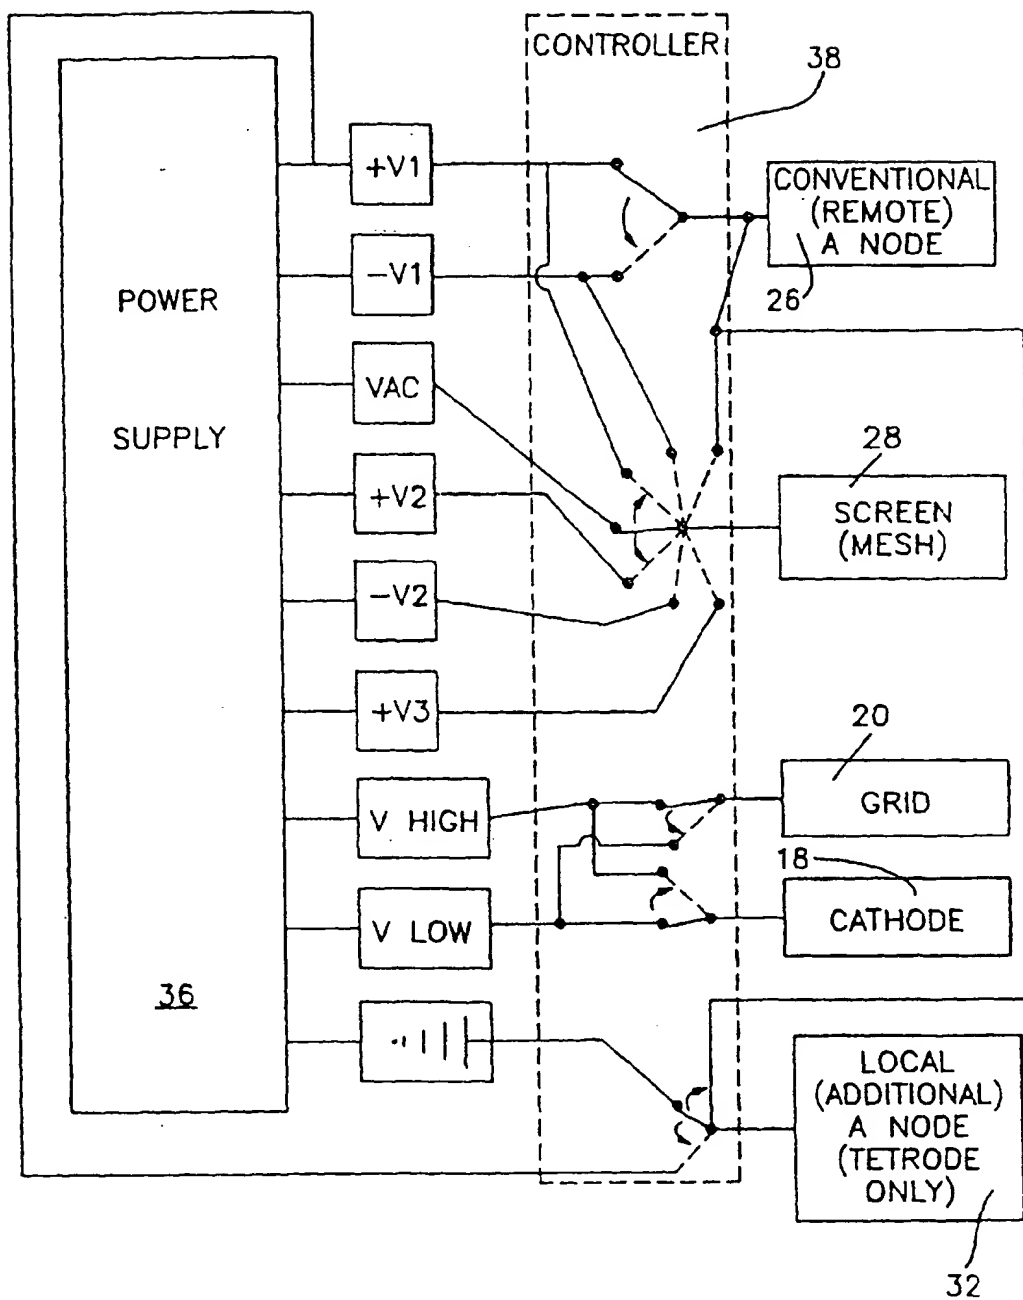 CONTROLLER
38
+V1
CONVENTIONAL
(REMOTE)
A NODE
26
-V1
POWER
SUPPLY
VAC
+V2
28
SCREEN
(MESH)
-V2
+V3
20
V HIGH
GRID
18
V LOW
CATHODE
36
LOCAL
(ADDITIONAL)
A NODE
(TETRODE
ONLY)
32